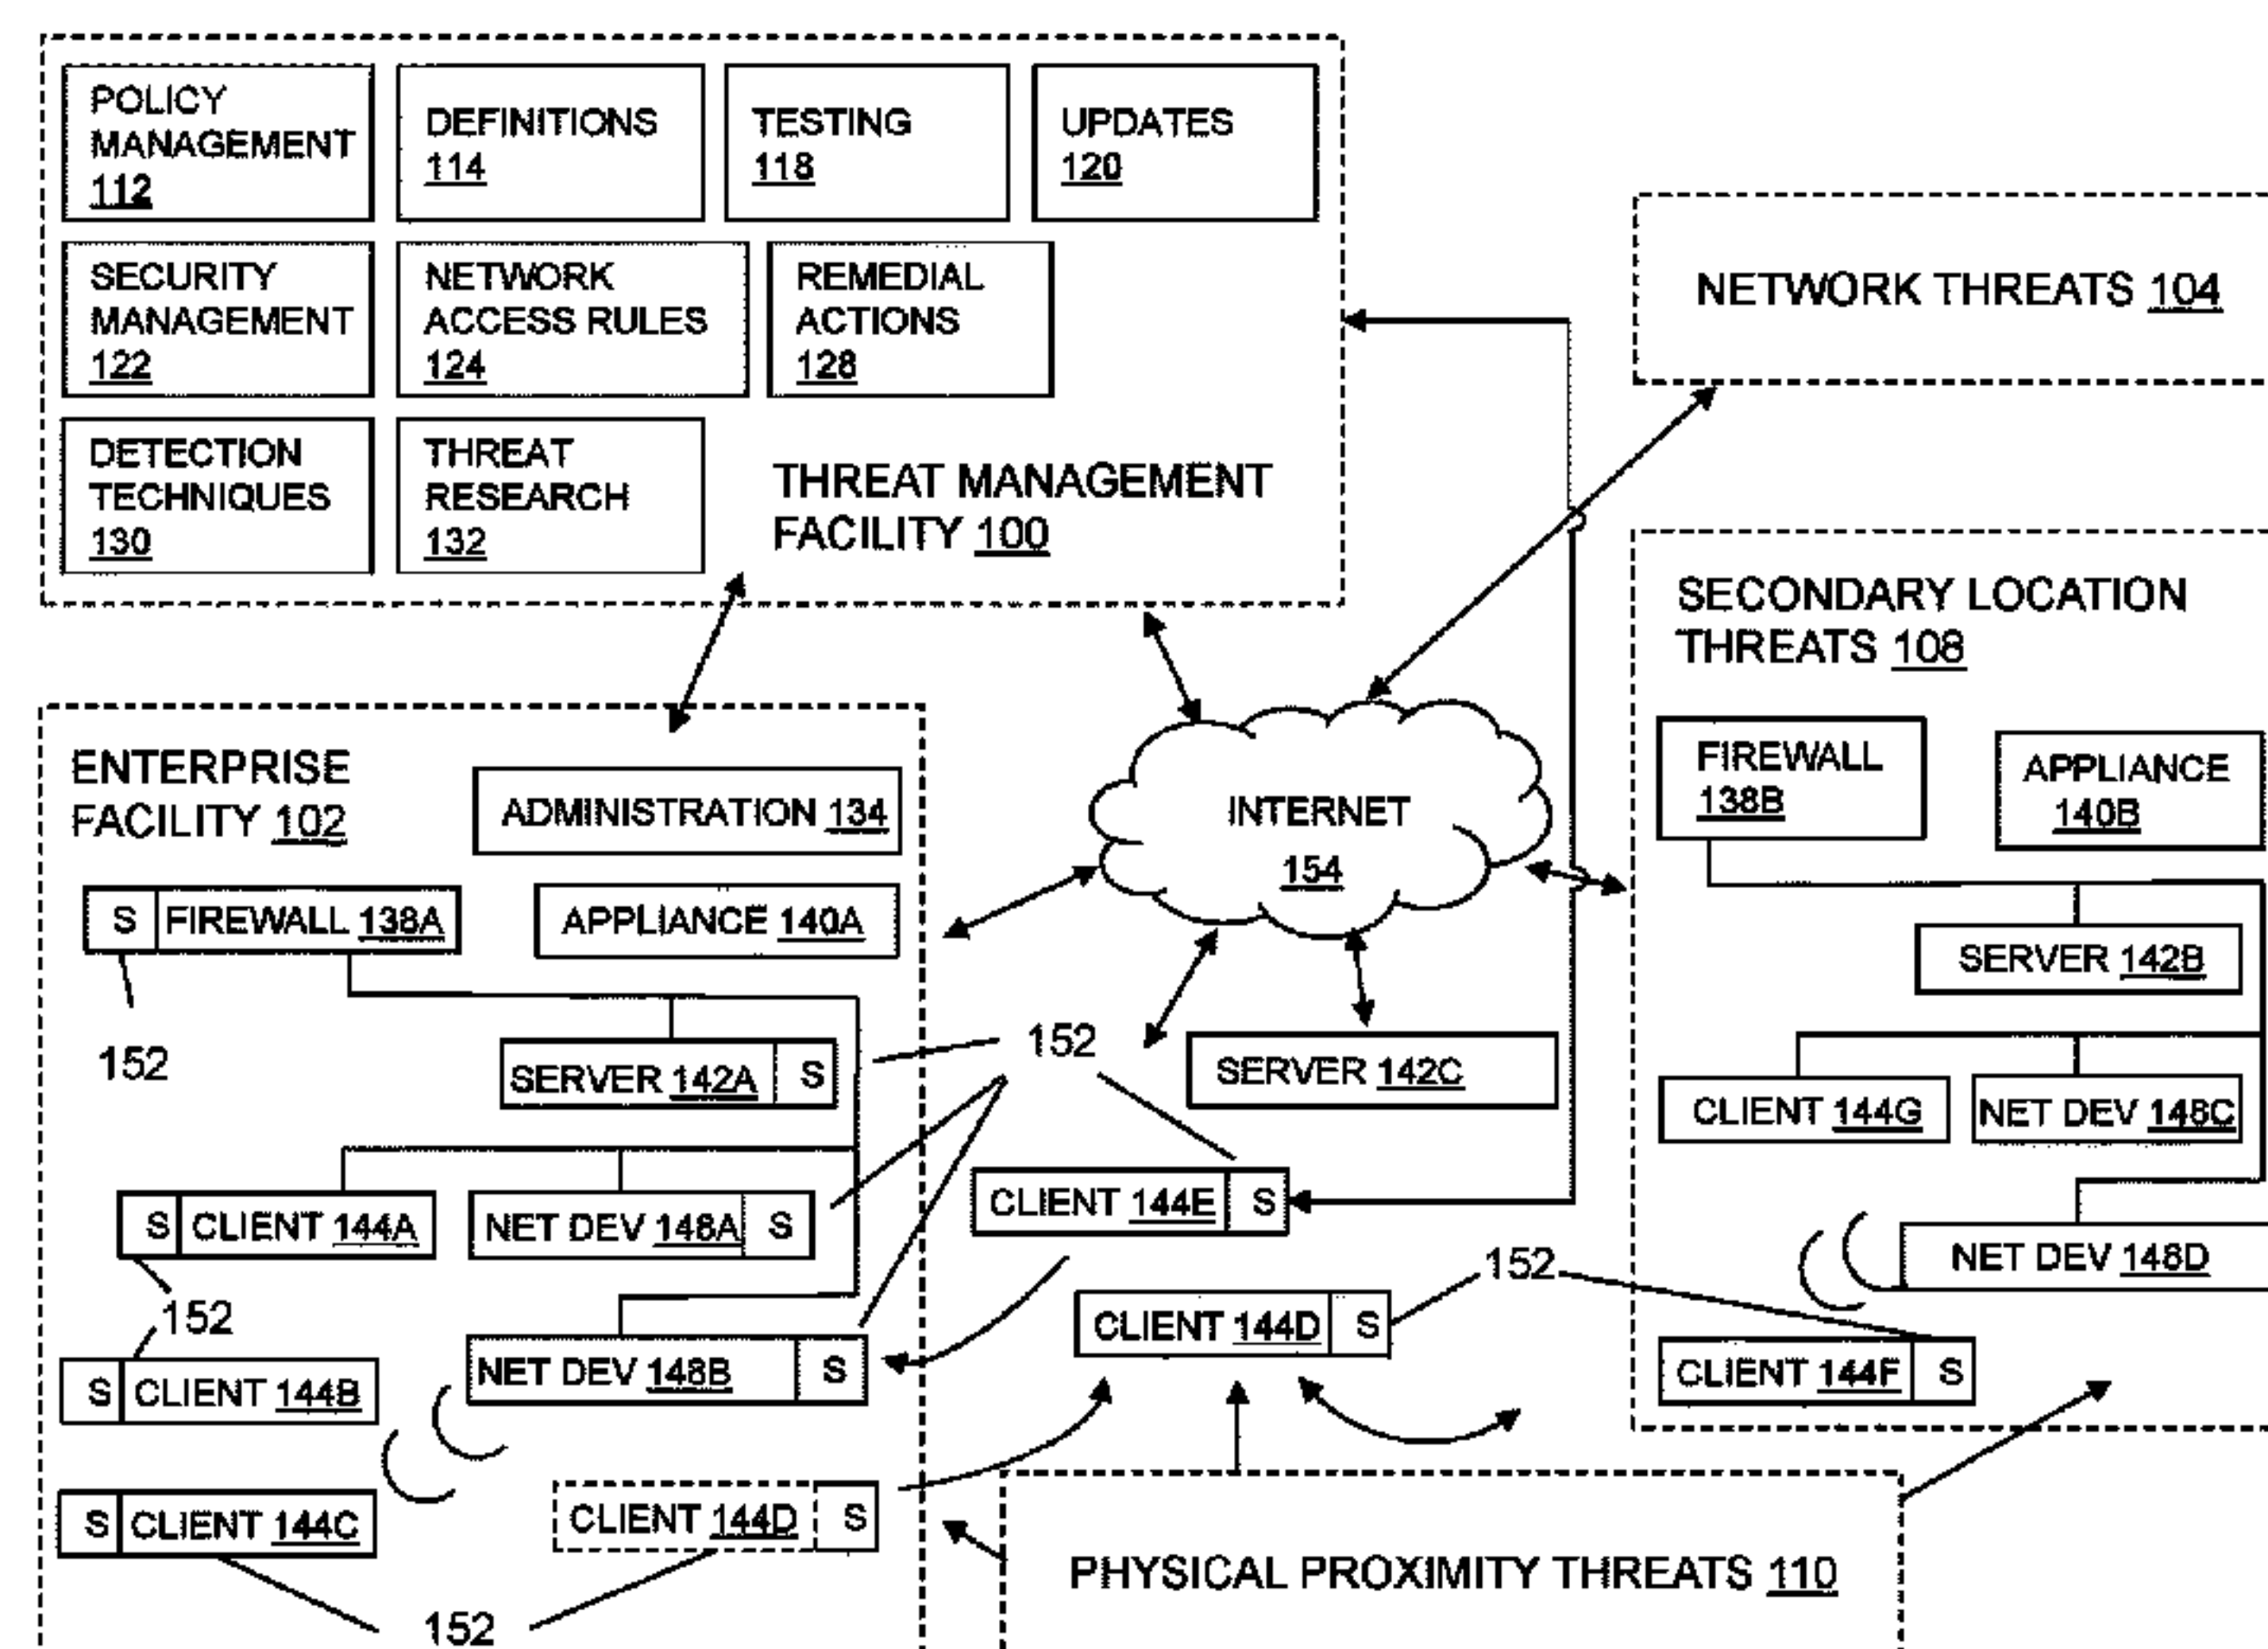 POLICY
MANAGEMENT
112
DEFINITIONS
114
TESTING
118
UPDATES
120
SECURITY
MANAGEMENT
122
NETWORK
ACCESS RULES
124
REMEDIAL
ACTIONS
128
DETECTION
TECHNIQUES
130
THREAT
RESEARCH
132
THREAT MANAGEMENT
FACILITY 100
NETWORK THREATS 104
SECONDARY LOCATION
THREATS 108
FIREWALL
138B
APPLIANCE
140B
SERVER 142B
CLIENT 144G
NET DEV 148C
NET DEV 148D
CLIENT 144F S
ENTERPRISE
FACILITY 102
ADMINISTRATION 134
S FIREWALL 138A
APPLIANCE 140A
152
SERVER 142A S
S CLIENT 144A
NET DEV 148A S
152
S CLIENT 144B
NET DEV 148B S
S CLIENT 144C
CLIENT 144D S
152
INTERNET
154
152
SERVER 142C
CLIENT 144E S
152
CLIENT 144D S
PHYSICAL PROXIMITY THREATS 110